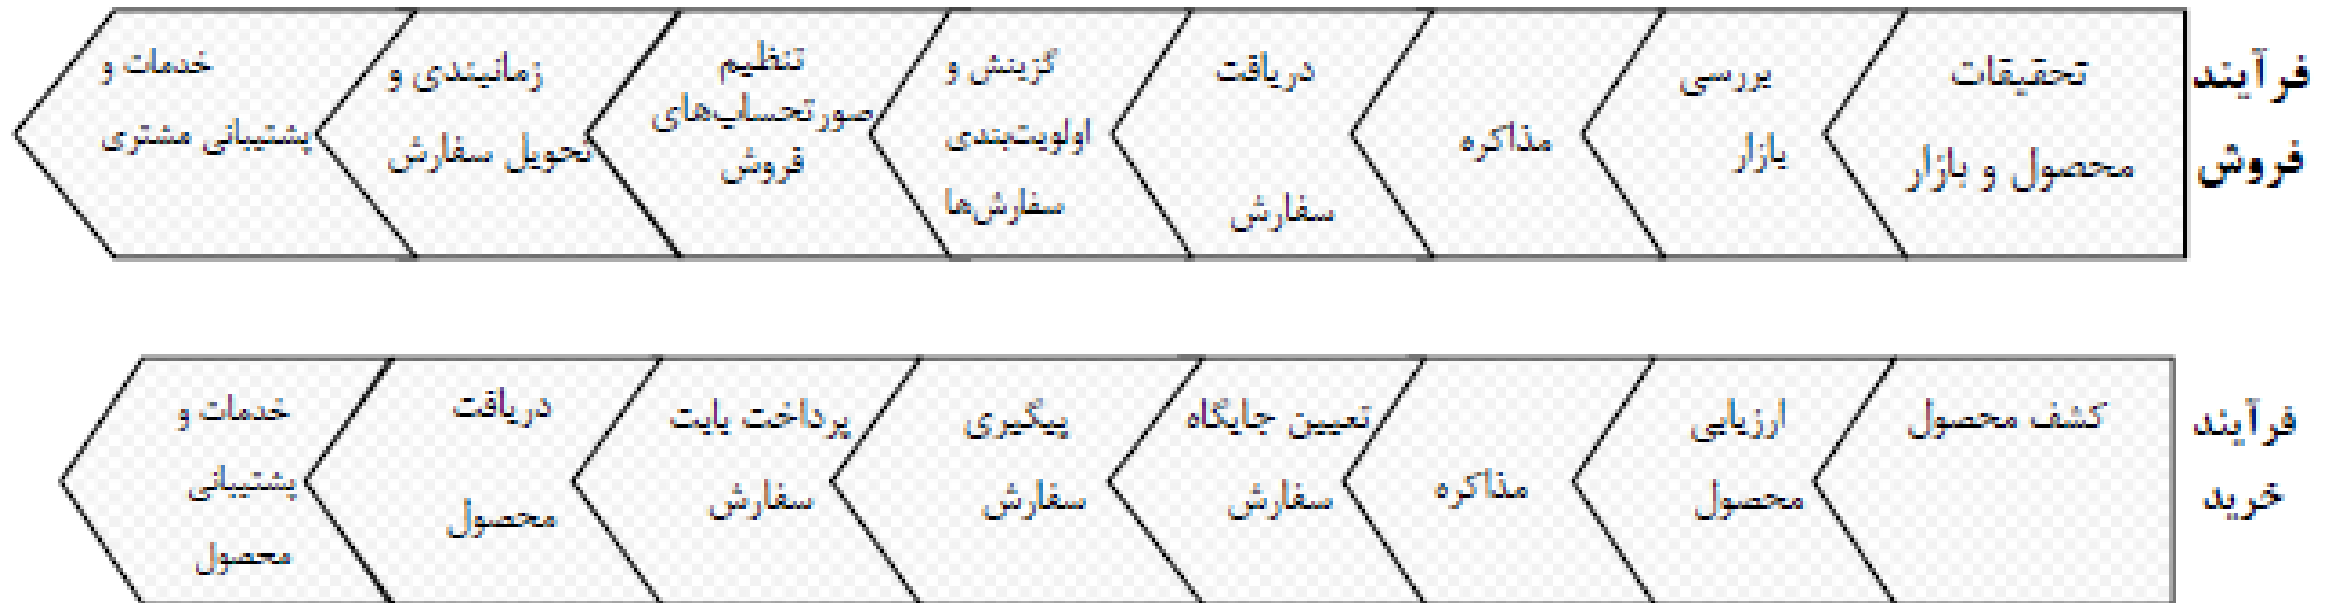 فرآیند
فروش
تحقیقات
محصول و بازار
بررسی
بازار
مذاکره
دریافت
سفارش
گزینش و
اولویت‌بندی
سفارش‌ها
تنظیم
صورتحساب‌های
فروش
زمانبندی و
تحویل سفارش
خدمات و
پشتیبانی مشتری
فرآیند
خرید
کشف محصول
ارزیابی
محصول
مذاکره
تعیین جایگاه
سفارش
پیگیری
سفارش
پرداخت بابت
سفارش
دریافت
محصول
خدمات و
پشتیبانی
محصول